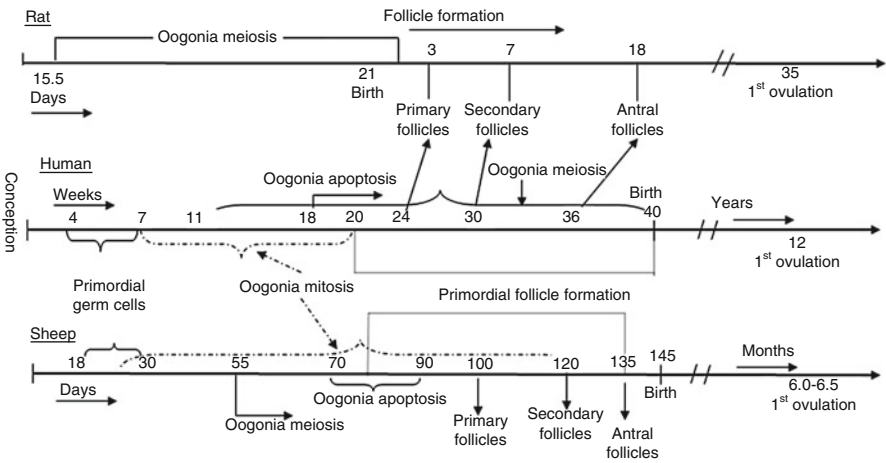 Rat
Follicle formation
Oogonia meiosis
3 7 18
15.5 21 35
Days Birth 1st ovulation
Primary follicles
Secondary follicles
Antral follicles
Conception
Human
Weeks
Oogonia apoptosis
Oogonia meiosis
Birth
Years
4 7 11 18 20 24 30 36 40 12
1st ovulation
Primordial germ cells
Oogonia mitosis
Primordial follicle formation
Sheep
18 30 55 70 90 100 120 135 145
Months
Days
Oogonia meiosis
Oogonia apoptosis
Primary follicles
Secondary follicles
Antral follicles
Birth
6.0-6.5
1st ovulation